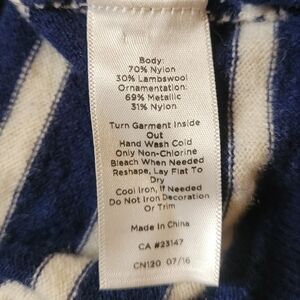 Body:
70% Nylon
30% Lambswool
Ornamentation:
69% Metallic
31% Nylon
Turn Garment Inside
Out
Hand Wash Cold
Only Non-Chlorine
Bleach When Needed
Reshape, Lay Flat To
Dry
Cool Iron, If Needed
Do Not Iron Decoration
Or Trim
Made In China
CA #23147
CN120 07/16